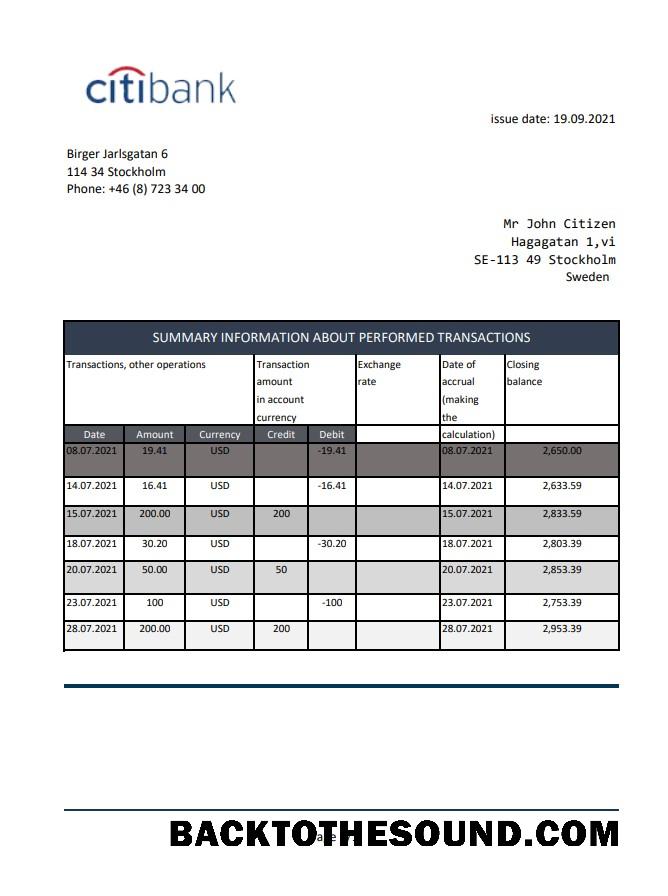 citibank
issue date: 19.09.2021
Birger Jarlsgatan 6
114 34 Stockholm
Phone: +46 (8) 723 34 00
Mr John Citizen
Hagagatan 1,vi
SE-113 49 Stockholm
Sweden
SUMMARY INFORMATION ABOUT PERFORMED TRANSACTIONS
Transactions, other operations Transaction Exchange Date of Closing
amount rate accrual balance
in account (making
currency the
Date Amount Currency Credit Debit calculation)
08.07.2021 19.41 USD -19.41 08.07.2021 2,650.00
14.07.2021 16.41 USD -16.41 14.07.2021 2,633.59
15.07.2021 200.00 USD 200 15.07.2021 2,833.59
18.07.2021 30.20 USD -30.20 18.07.2021 2,803.39
20.07.2021 50.00 USD 50 20.07.2021 2,853.39
23.07.2021 100 USD -100 23.07.2021 2,753.39
28.07.2021 200.00 USD 200 28.07.2021 2,953.39
BACKTOTHESOUND.COM